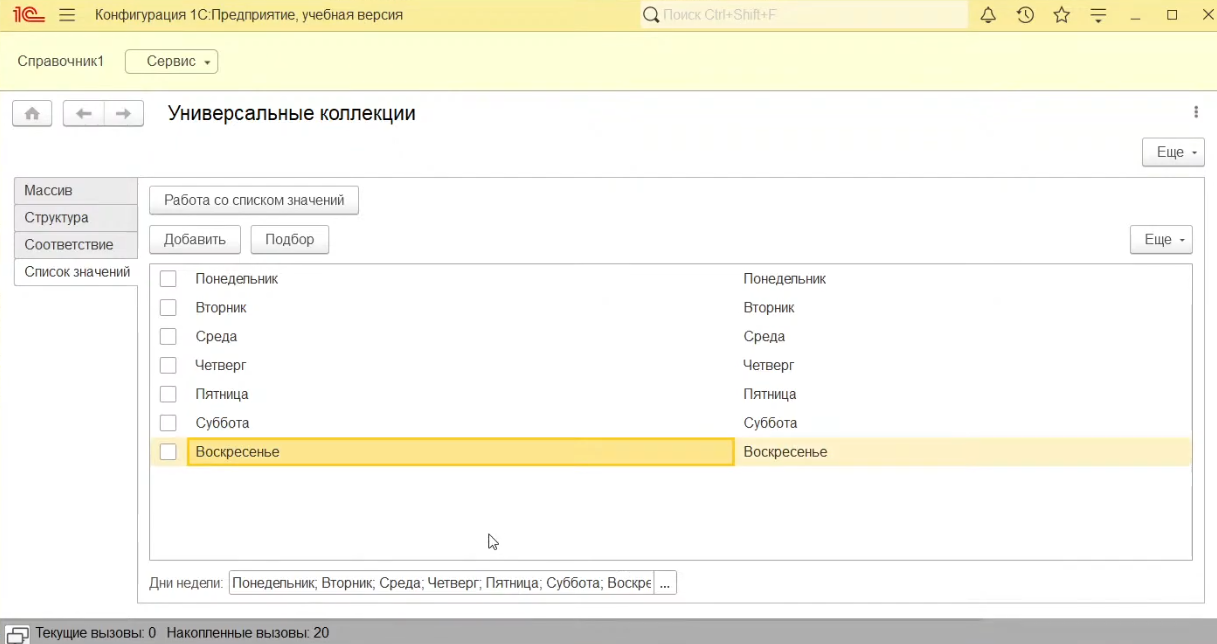 1С Конфигурация 1С:Предприятие, учебная версия Поиск Ctrl+Shift+F
Справочник1 Сервис
Универсальные коллекции
Еще
Массив
Структура
Соответствие
Список значений
Работа со списком значений
Добавить Подбор Еще
Понедельник Понедельник
Вторник Вторник
Среда Среда
Четверг Четверг
Пятница Пятница
Суббота Суббота
Воскресенье Воскресенье
Дни недели: Понедельник; Вторник; Среда; Четверг; Пятница; Суббота; Воскре ...
Текущие вызовы: 0 Накопленные вызовы: 20